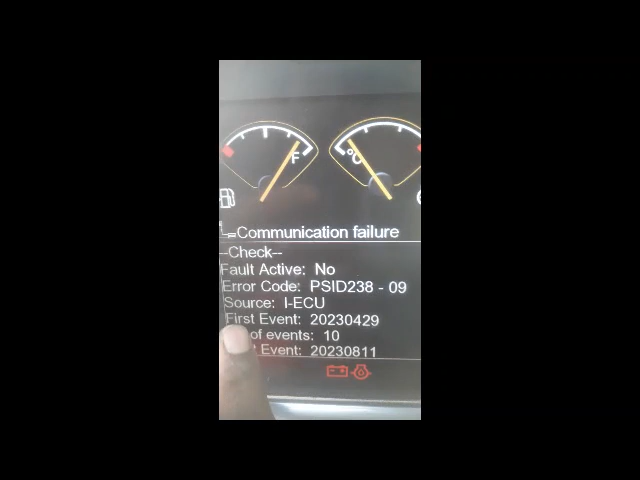 F
°C
Communication failure
--Check--
Fault Active: No
Error Code: PSID238 - 09
Source: I-ECU
First Event: 20230429
of events: 10
Event: 20230811